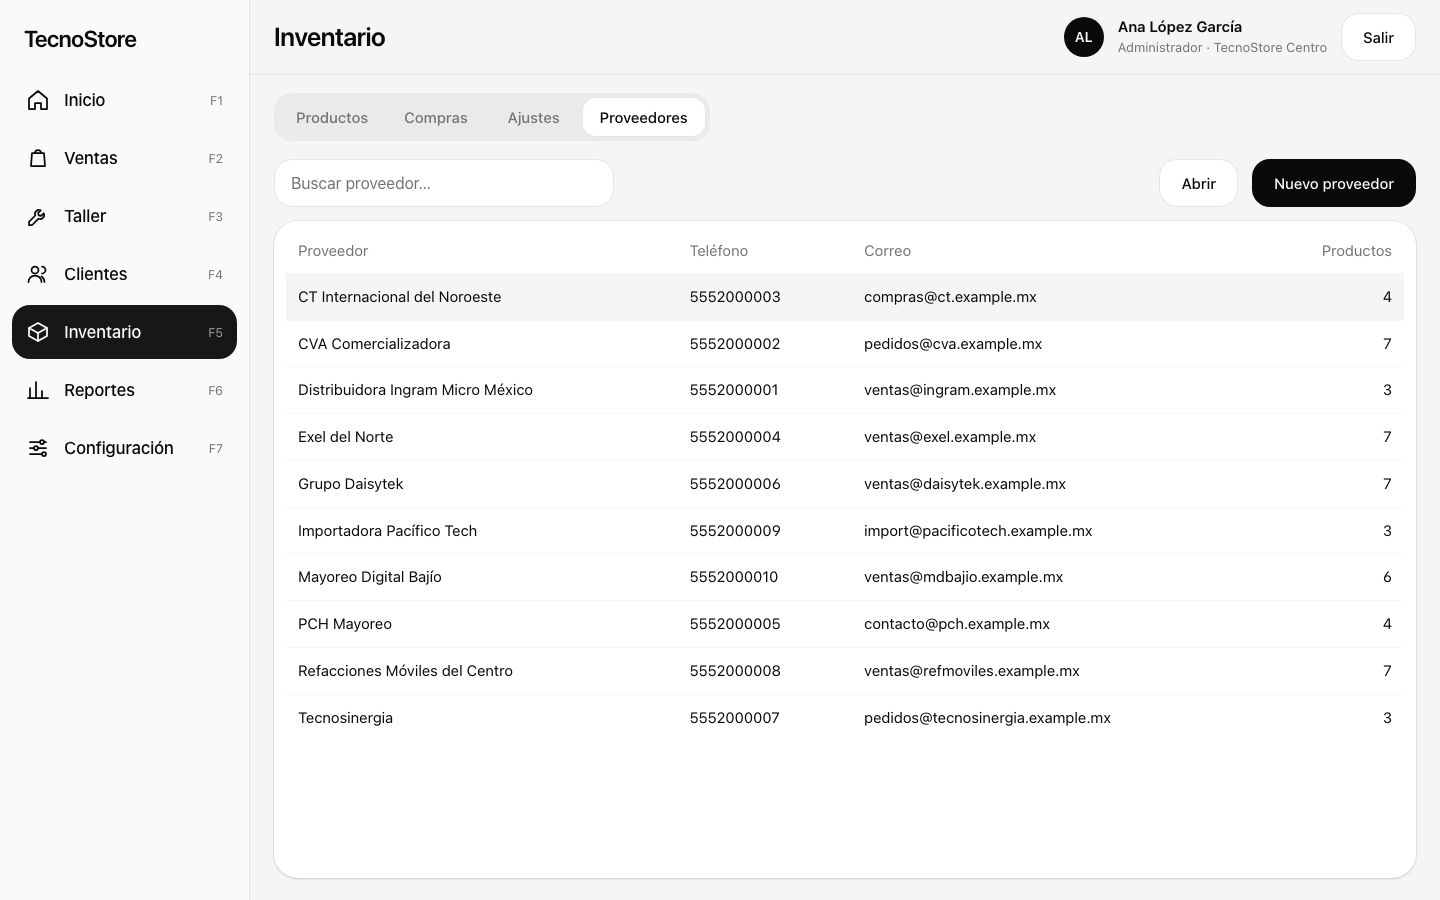 TecnoStore
Inicio F1
Ventas F2
Taller F3
Clientes F4
Inventario F5
Reportes F6
Configuración F7
Inventario
AL
Ana López García
Administrador · TecnoStore Centro
Salir
Productos Compras Ajustes Proveedores
Buscar proveedor...
Abrir
Nuevo proveedor
Proveedor Teléfono Correo Productos
CT Internacional del Noroeste 5552000003 compras@ct.example.mx 4
CVA Comercializadora 5552000002 pedidos@cva.example.mx 7
Distribuidora Ingram Micro México 5552000001 ventas@ingram.example.mx 3
Exel del Norte 5552000004 ventas@exel.example.mx 7
Grupo Daisytek 5552000006 ventas@daisytek.example.mx 7
Importadora Pacífico Tech 5552000009 import@pacificotech.example.mx 3
Mayoreo Digital Bajío 5552000010 ventas@mdbajio.example.mx 6
PCH Mayoreo 5552000005 contacto@pch.example.mx 4
Refacciones Móviles del Centro 5552000008 ventas@refmoviles.example.mx 7
Tecnosinergia 5552000007 pedidos@tecnosinergia.example.mx 3